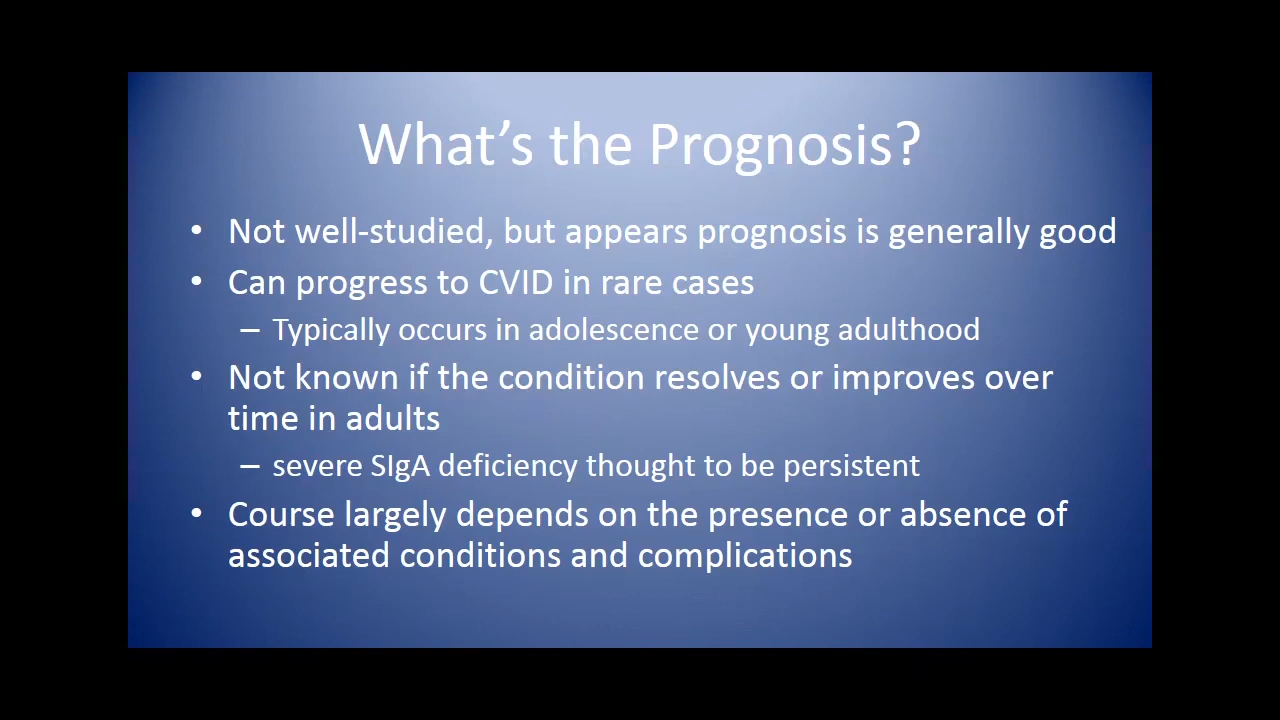 What's the Prognosis?
• Not well-studied, but appears prognosis is generally good
• Can progress to CVID in rare cases
– Typically occurs in adolescence or young adulthood
• Not known if the condition resolves or improves over
time in adults
– severe SIgA deficiency thought to be persistent
• Course largely depends on the presence or absence of
associated conditions and complications